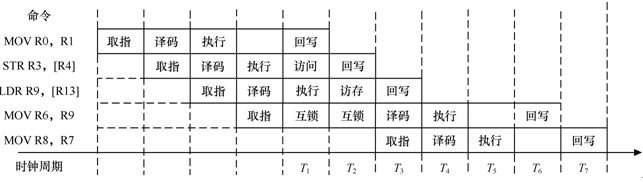 命令
MOV R0，R1 取指 译码 执行 回写
STR R3，[R4] 取指 译码 执行 访问 回写
LDR R9，[R13] 取指 译码 执行 访存 回写
MOV R6，R9 取指 互锁 互锁 译码 执行 回写
MOV R8，R7 取指 译码 执行 回写
时钟周期 T1 T2 T3 T4 T5 T6 T7